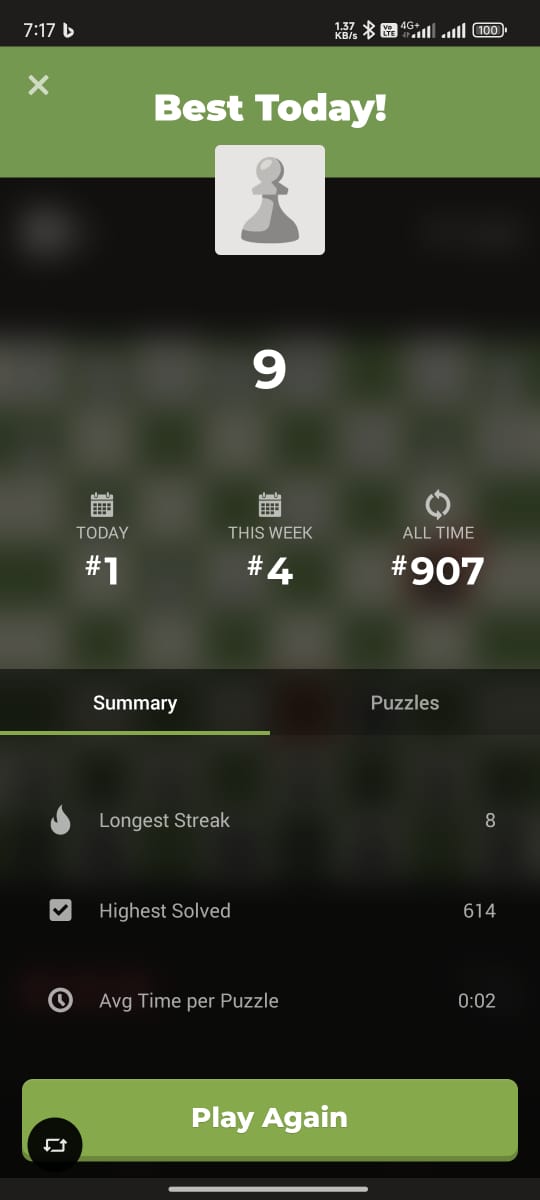 7:17
1.37 KB/s Vo LTE 4G+ 100
Best Today!
9
TODAY THIS WEEK ALL TIME
#1 #4 #907
Summary Puzzles
Longest Streak 8
Highest Solved 614
Avg Time per Puzzle 0:02
Play Again